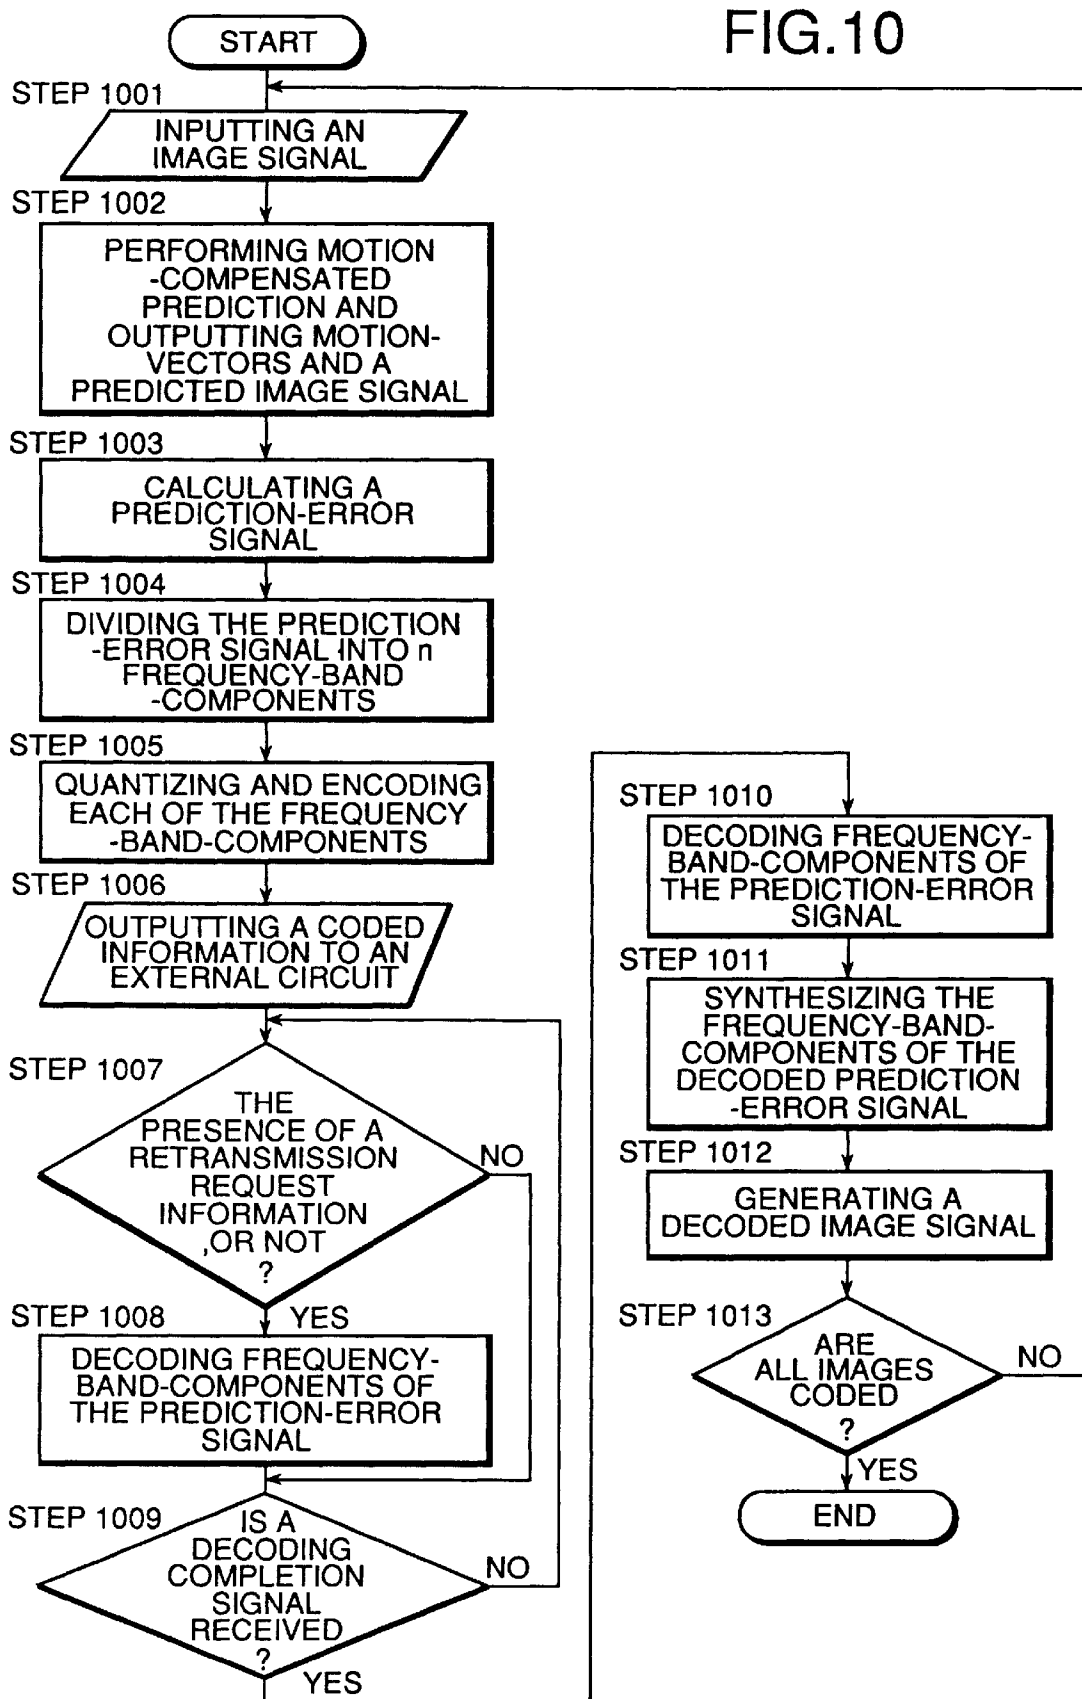 FIG.10
START
STEP 1001
INPUTTING AN
IMAGE SIGNAL
STEP 1002
PERFORMING MOTION
-COMPENSATED
PREDICTION AND
OUTPUTTING MOTION-
VECTORS AND A
PREDICTED IMAGE SIGNAL
STEP 1003
CALCULATING A
PREDICTION-ERROR
SIGNAL
STEP 1004
DIVIDING THE PREDICTION
-ERROR SIGNAL INTO n
FREQUENCY-BAND
-COMPONENTS
STEP 1005
QUANTIZING AND ENCODING
EACH OF THE FREQUENCY
-BAND-COMPONENTS
STEP 1006
OUTPUTTING A CODED
INFORMATION TO AN
EXTERNAL CIRCUIT
STEP 1007
THE
PRESENCE OF A
RETRANSMISSION
REQUEST
INFORMATION
,OR NOT
?
NO
YES
STEP 1008
DECODING FREQUENCY-
BAND-COMPONENTS OF
THE PREDICTION-ERROR
SIGNAL
STEP 1009
IS A
DECODING
COMPLETION
SIGNAL
RECEIVED
?
NO
YES
STEP 1010
DECODING FREQUENCY-
BAND-COMPONENTS OF
THE PREDICTION-ERROR
SIGNAL
STEP 1011
SYNTHESIZING THE
FREQUENCY-BAND-
COMPONENTS OF THE
DECODED PREDICTION
-ERROR SIGNAL
STEP 1012
GENERATING A
DECODED IMAGE SIGNAL
STEP 1013
ARE
ALL IMAGES
CODED
?
NO
YES
END